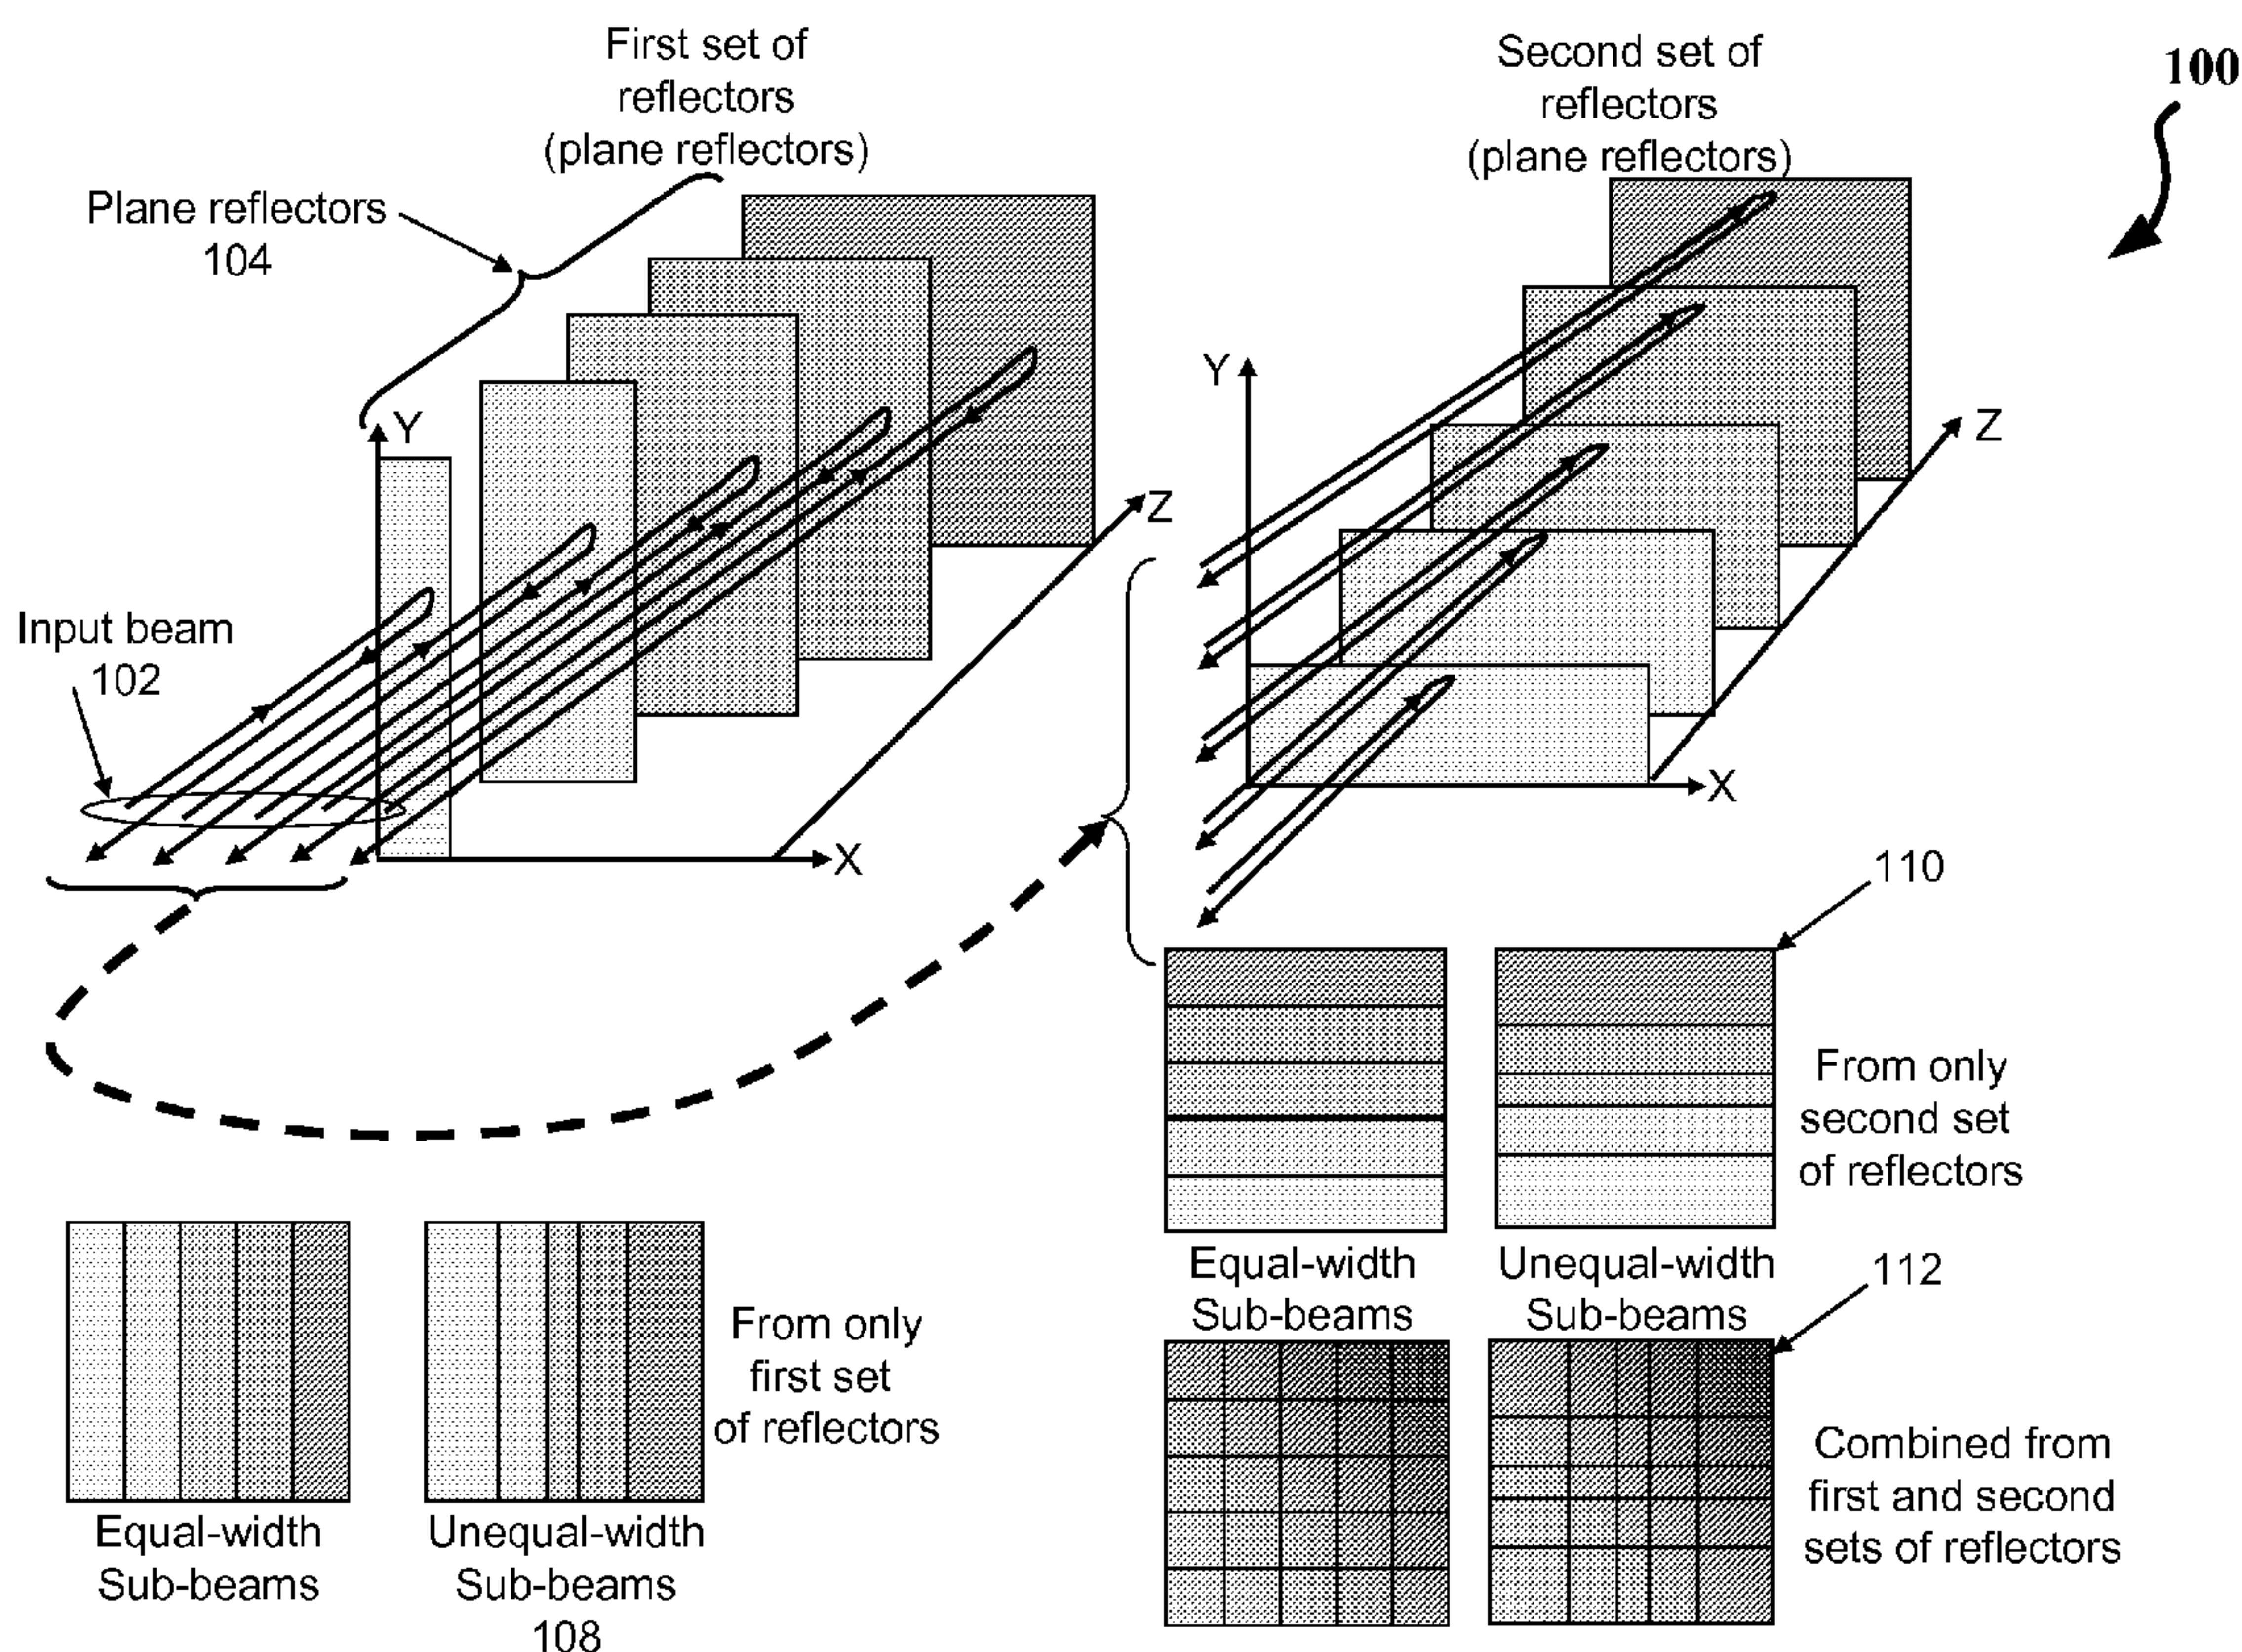 First set of
reflectors
(plane reflectors)
Second set of
reflectors
(plane reflectors)
100
Plane reflectors
104
Y
Z
X
Input beam
102
Y
Z
X
110
From only
second set
of reflectors
Equal-width
Sub-beams
Unequal-width
Sub-beams
112
Combined from
first and second
sets of reflectors
From only
first set
of reflectors
Equal-width
Sub-beams
Unequal-width
Sub-beams
108